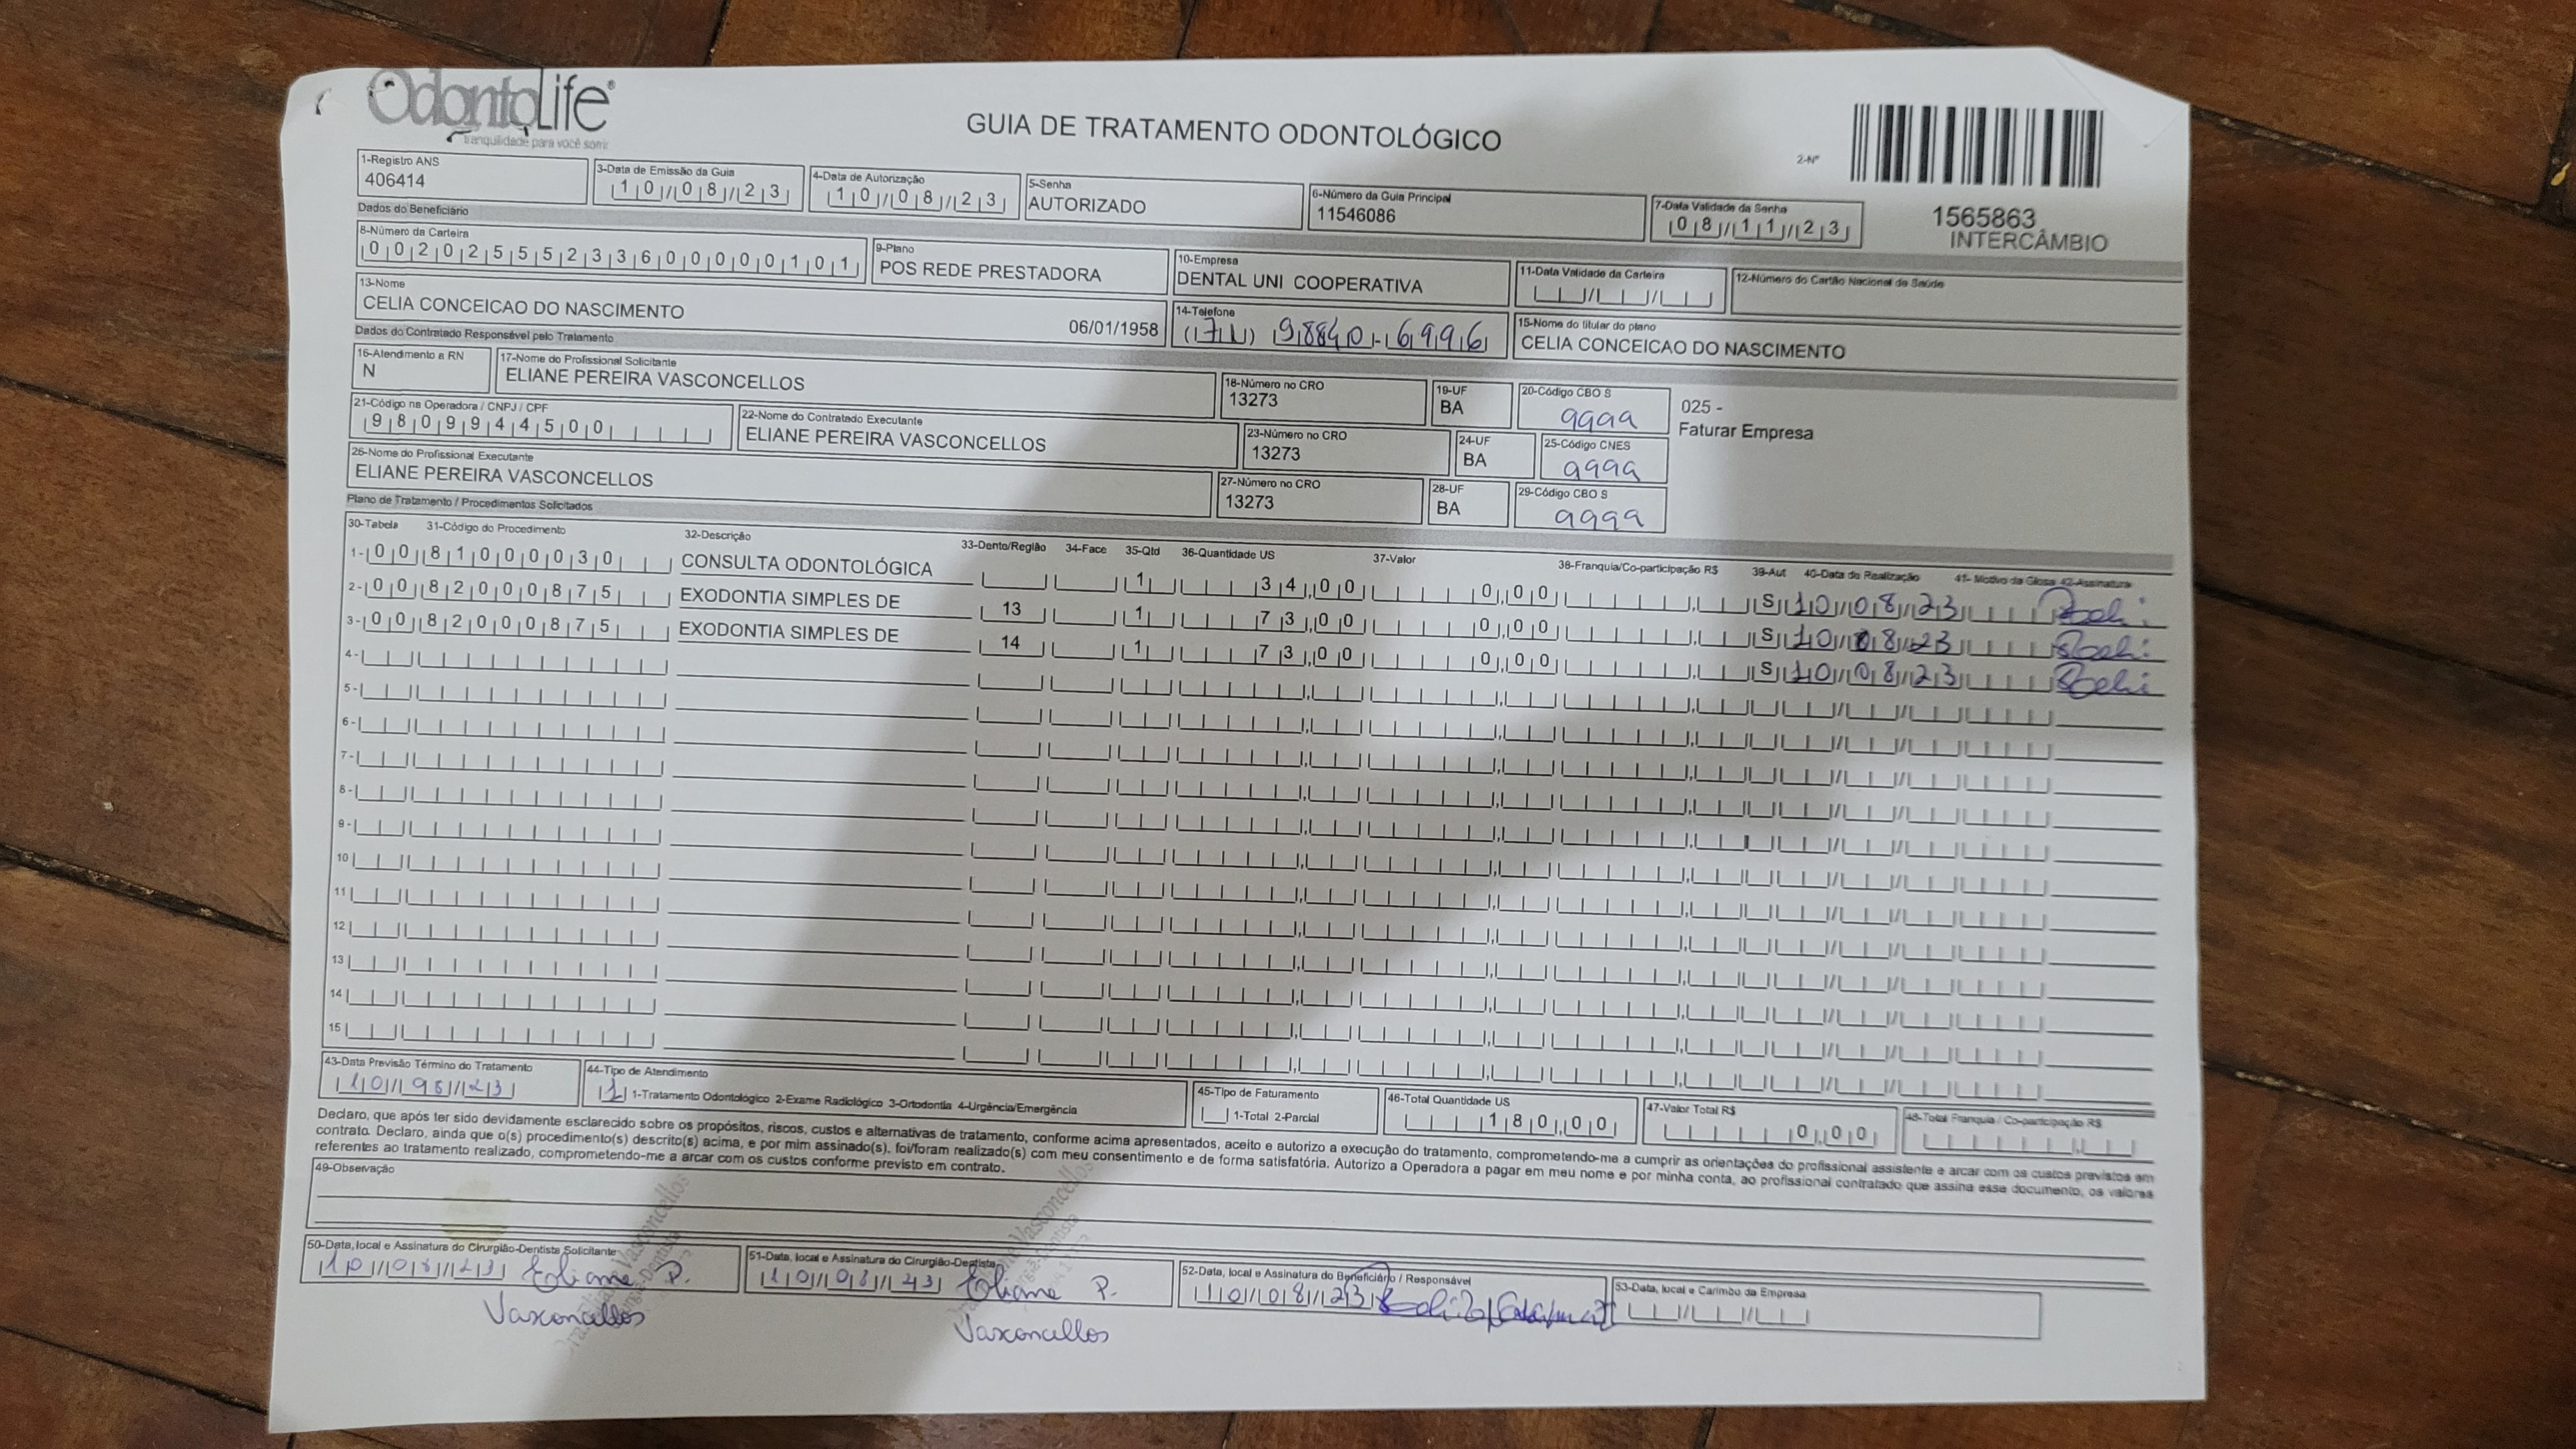 OdontoLife®
tranquilidade para você sorrir
GUIA DE TRATAMENTO ODONTOLÓGICO
2-Nº
1565863
INTERCÂMBIO
1-Registro ANS
406414
3-Data de Emissão da Guia
10/08/23
4-Data de Autorização
10/08/23
5-Senha
AUTORIZADO
6-Número da Guia Principal
11546086
7-Data Validade da Senha
08/11/23
Dados do Beneficiário
8-Número da Carteira
00202555233600000101
9-Plano
POS REDE PRESTADORA
10-Empresa
DENTAL UNI COOPERATIVA
11-Data Validade da Carteira
12-Número do Cartão Nacional de Saúde
13-Nome
CELIA CONCEICAO DO NASCIMENTO 06/01/1958
14-Telefone
98840-6996
15-Nome do titular do plano
CELIA CONCEICAO DO NASCIMENTO
Dados do Contratado Responsável pelo Tratamento
16-Atendimento a RN
N
17-Nome do Profissional Solicitante
ELIANE PEREIRA VASCONCELLOS
18-Número no CRO
13273
19-UF
BA
20-Código CBO S
9999
025 -
Faturar Empresa
21-Código na Operadora / CNPJ / CPF
98099444500
22-Nome do Contratado Executante
ELIANE PEREIRA VASCONCELLOS
23-Número no CRO
13273
24-UF
BA
25-Código CNES
9999
26-Nome do Profissional Executante
ELIANE PEREIRA VASCONCELLOS
27-Número no CRO
13273
28-UF
BA
29-Código CBO S
9999
Plano de Tratamento / Procedimentos Solicitados
30-Tabela 31-Código do Procedimento 32-Descrição 33-Dente/Região 34-Face 35-Qtd 36-Quantidade US 37-Valor 38-Franquia/Co-participação R$ 39-Aut 40-Data de Realização 41- Motivo da Glosa 42-Assinatura
1- 00 81000030 CONSULTA ODONTOLÓGICA 1 34,00 0,00 S 10/08/23
2- 00 82000875 EXODONTIA SIMPLES DE 13 1 73,00 0,00 S 10/08/23
3- 00 82000875 EXODONTIA SIMPLES DE 14 1 73,00 0,00 S 10/08/23
4-
5-
6-
7-
8-
9-
10
11
12
13
14
15
43-Data Previsão Término do Tratamento
10/98/23
44-Tipo de Atendimento
1 1-Tratamento Odontológico 2-Exame Radiológico 3-Ortodontia 4-Urgência/Emergência
45-Tipo de Faturamento
1-Total 2-Parcial
46-Total Quantidade US
180,00
47-Valor Total R$
0,00
48-Total Franquia / Co-participação R$
Declaro, que após ter sido devidamente esclarecido sobre os propósitos, riscos, custos e alternativas de tratamento, conforme acima apresentados, aceito e autorizo a execução do tratamento, comprometendo-me a cumprir as orientações do profissional assistente e arcar com os custos previstos em
contrato. Declaro, ainda que o(s) procedimento(s) descrito(s) acima, e por mim assinado(s), foi/foram realizado(s) com meu consentimento e de forma satisfatória. Autorizo a Operadora a pagar em meu nome e por minha conta, ao profissional contratado que assina esse documento, os valores
referentes ao tratamento realizado, comprometendo-me a arcar com os custos conforme previsto em contrato.
49-Observação
50-Data, local e Assinatura do Cirurgião-Dentista Solicitante
10/08/23 Eliane P.
Vasconcellos
51-Data, local e Assinatura do Cirurgião-Dentista
10/08/23 Eliane P.
Vasconcellos
52-Data, local e Assinatura do Beneficiário / Responsável
10/08/23
53-Data, local e Carimbo da Empresa